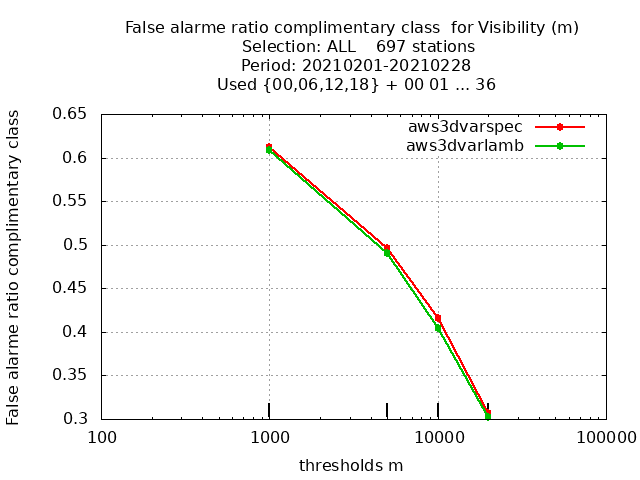 False alarme ratio complimentary class  for Visibility (m)
Selection: ALL    697 stations
Period: 20210201-20210228
Used {00,06,12,18} + 00 01 ... 36
False alarme ratio complimentary class
0.65
0.6
0.55
0.5
0.45
0.4
0.35
0.3
aws3dvarspec
aws3dvarlamb
100
1000
10000
100000
thresholds m